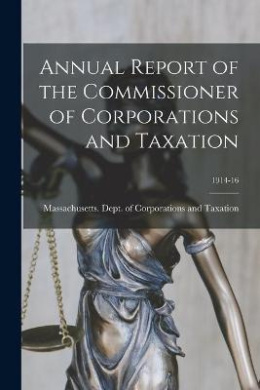 Annual Report of
the Commissioner
of Corporations
and Taxation
1914-16
Massachusetts. Dept. of Corporations and Taxation